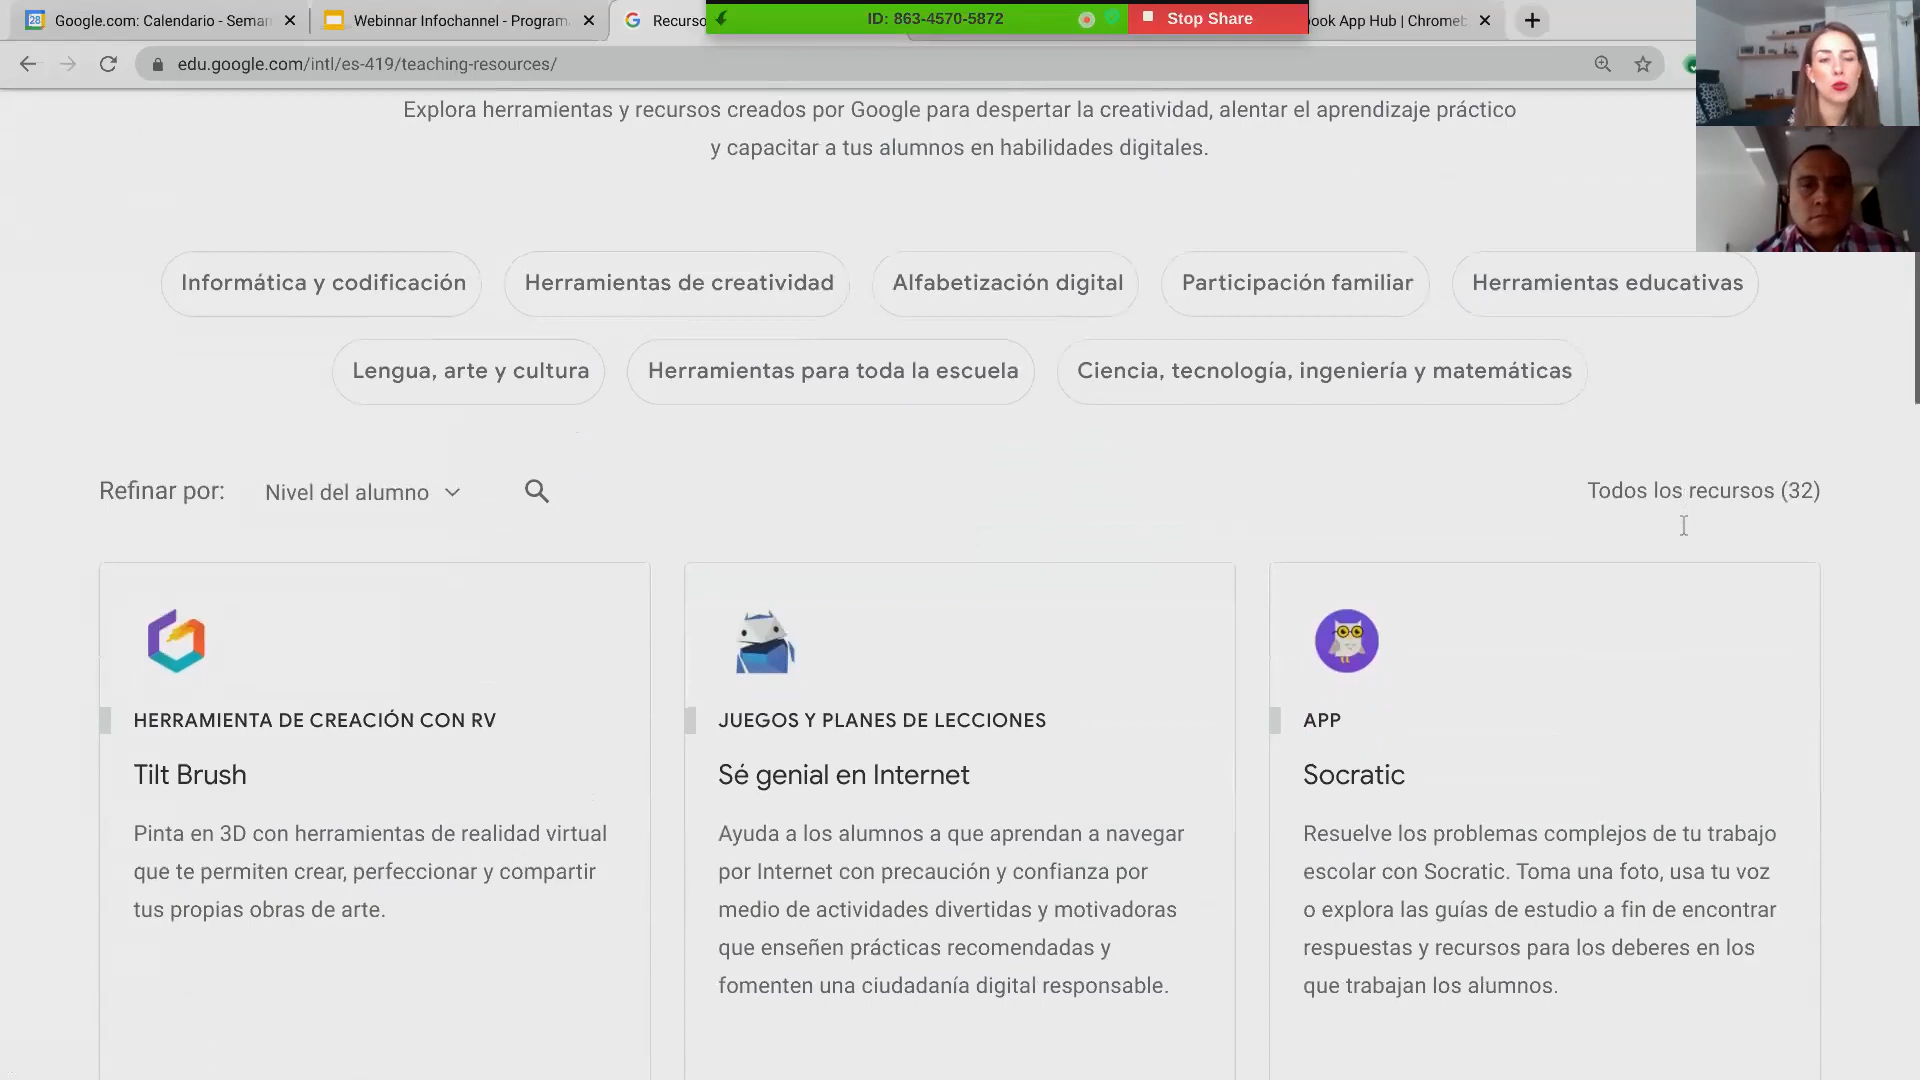 Google.com: Calendario - Seman
Webinnar Infochannel - Program
Recurso
ID: 863-4570-5872
Stop Share
ook App Hub | Chromeb
edu.google.com/intl/es-419/teaching-resources/
Explora herramientas y recursos creados por Google para despertar la creatividad, alentar el aprendizaje práctico
y capacitar a tus alumnos en habilidades digitales.
Informática y codificación
Herramientas de creatividad
Alfabetización digital
Participación familiar
Herramientas educativas
Lengua, arte y cultura
Herramientas para toda la escuela
Ciencia, tecnología, ingeniería y matemáticas
Refinar por:
Nivel del alumno
Todos los recursos (32)
HERRAMIENTA DE CREACIÓN CON RV
Tilt Brush
Pinta en 3D con herramientas de realidad virtual
que te permiten crear, perfeccionar y compartir
tus propias obras de arte.
JUEGOS Y PLANES DE LECCIONES
Sé genial en Internet
Ayuda a los alumnos a que aprendan a navegar
por Internet con precaución y confianza por
medio de actividades divertidas y motivadoras
que enseñen prácticas recomendadas y
fomenten una ciudadanía digital responsable.
APP
Socratic
Resuelve los problemas complejos de tu trabajo
escolar con Socratic. Toma una foto, usa tu voz
o explora las guías de estudio a fin de encontrar
respuestas y recursos para los deberes en los
que trabajan los alumnos.